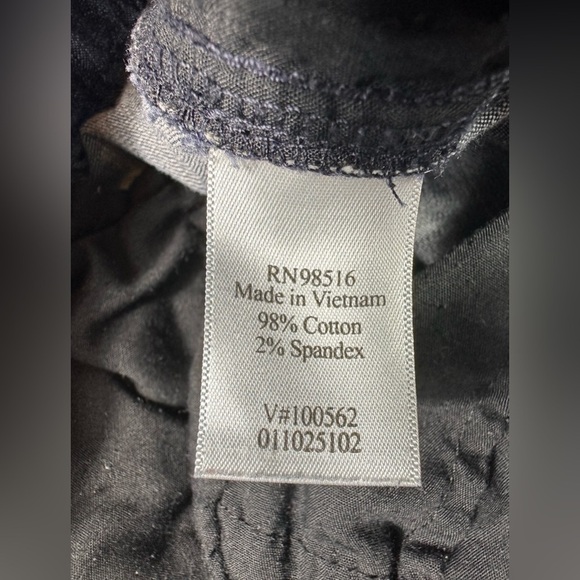 RN98516
Made in Vietnam
98% Cotton
2% Spandex
V#100562
011025102